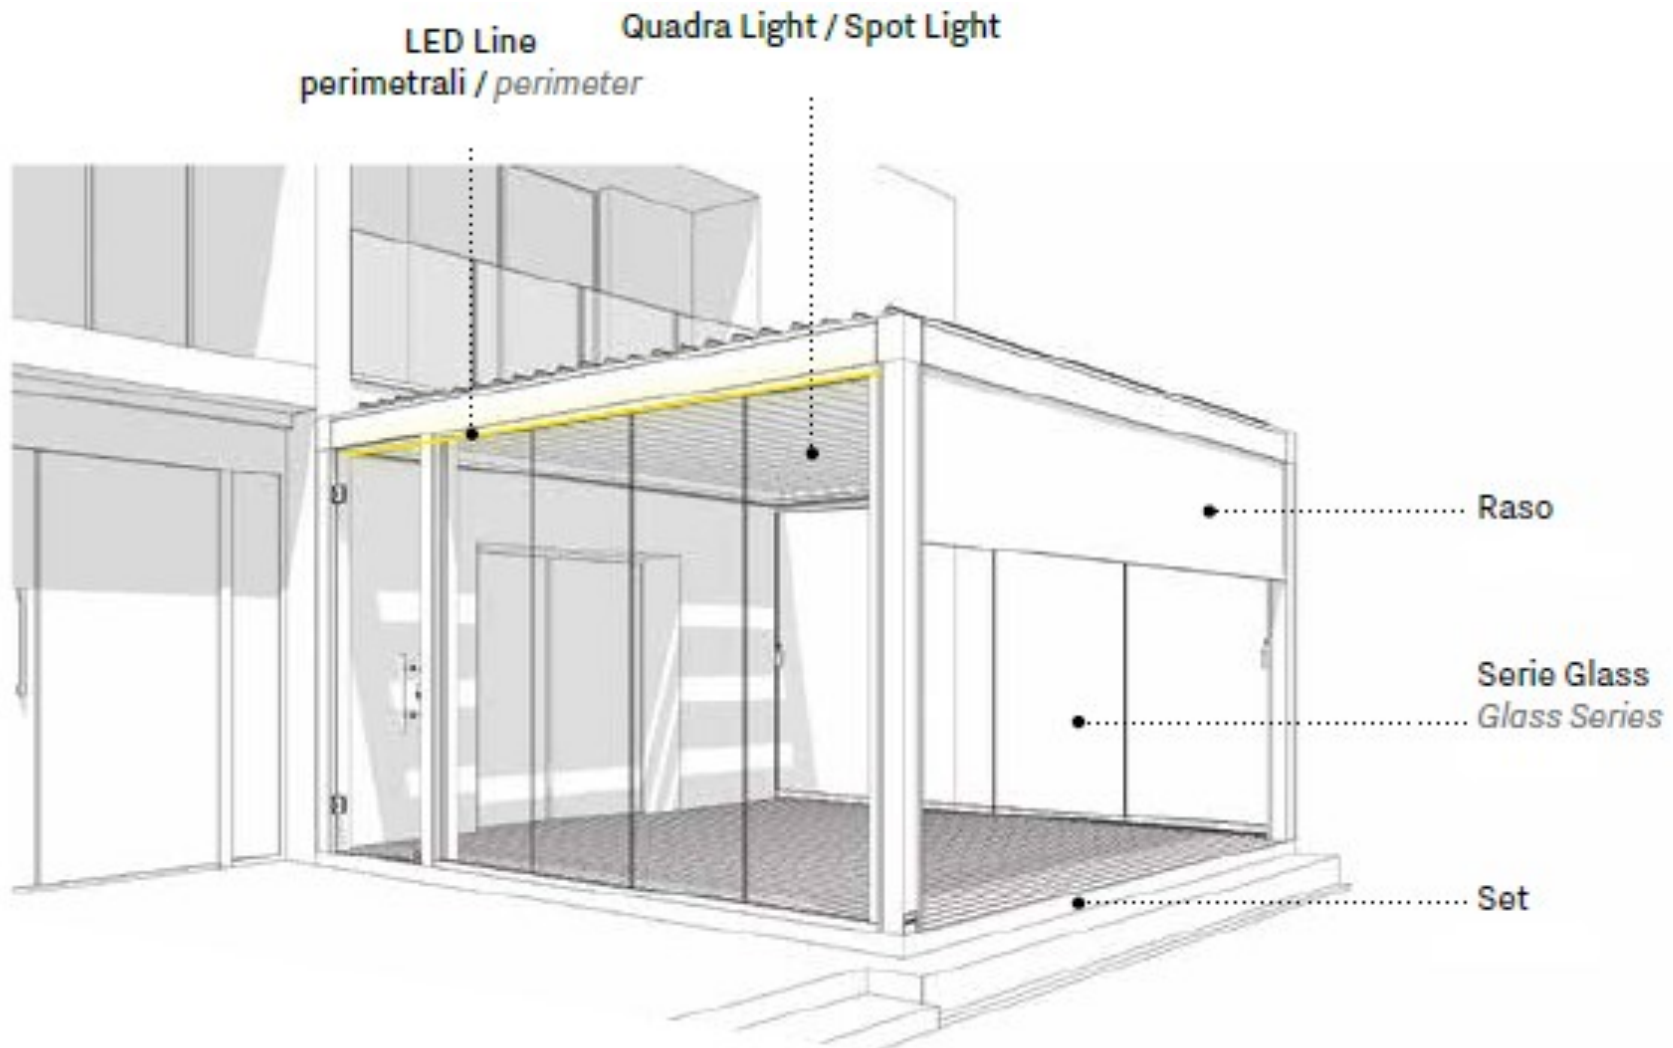 LED Line
perimetrali / perimeter
Quadra Light / Spot Light
Raso
Serie Glass
Glass Series
Set